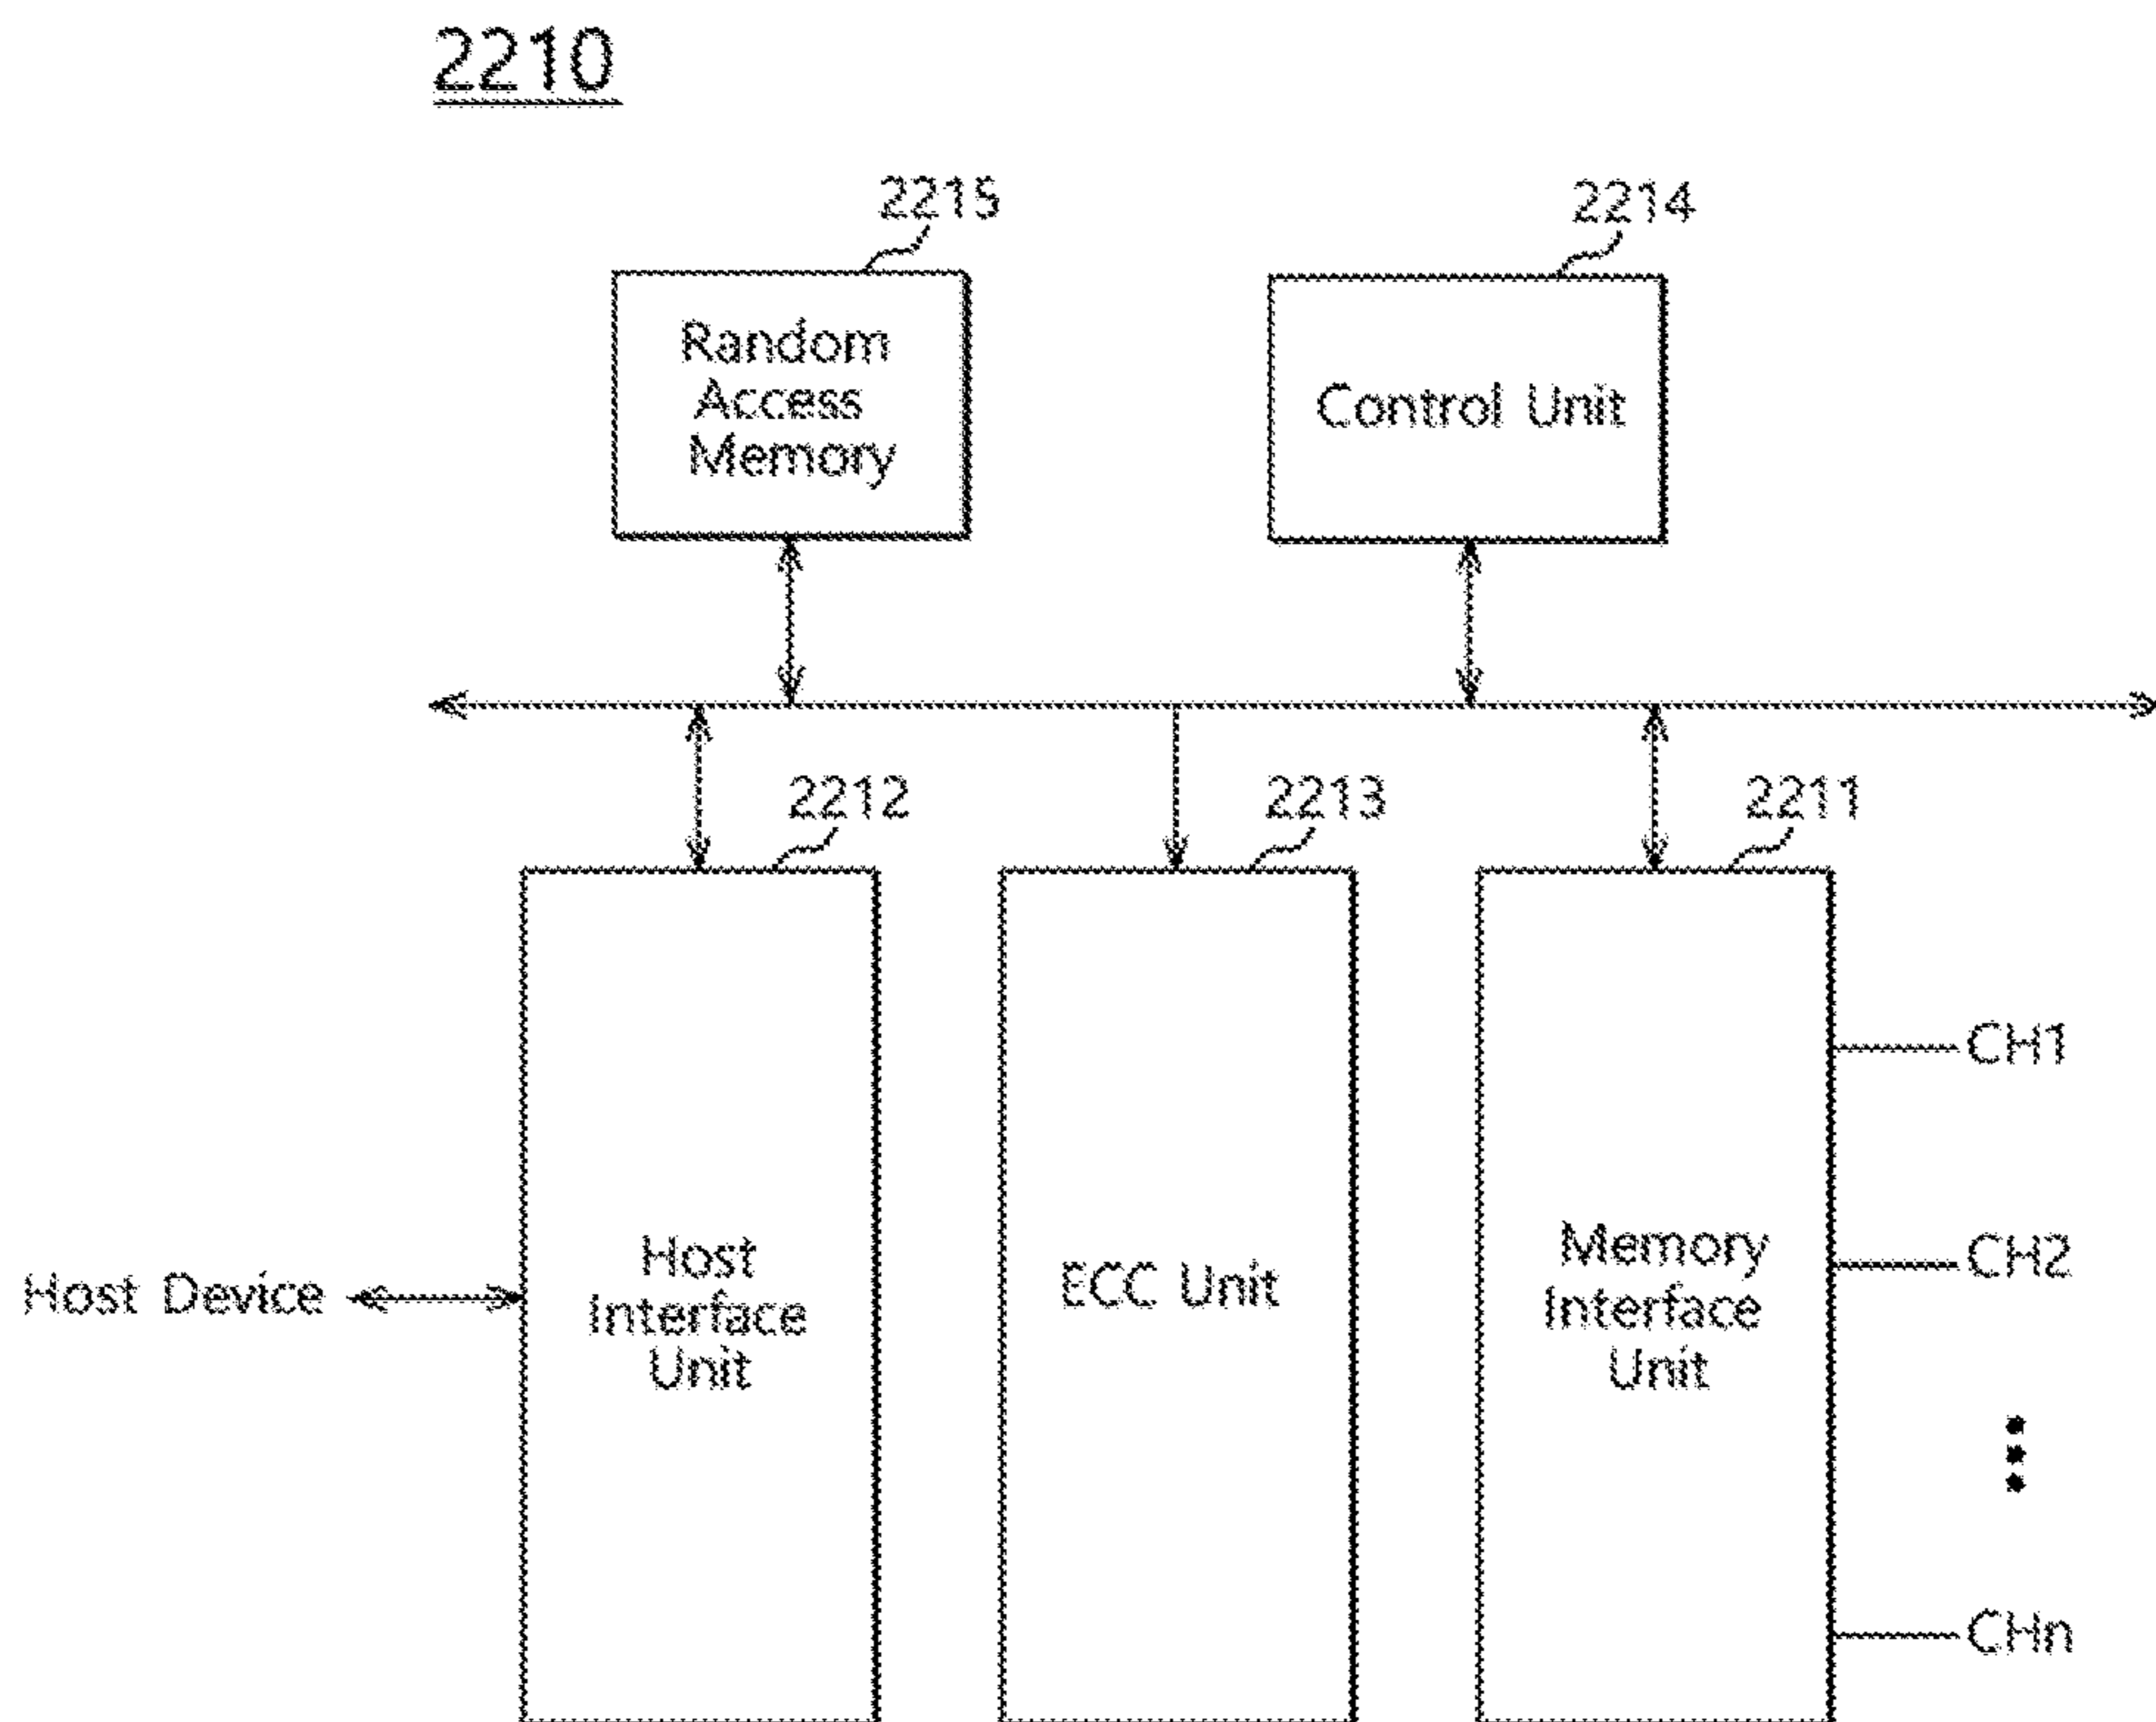 2210
2215
2214
Random
Access
Memory
Control Unit
2212
2213
2211
CH1
Host
Interface
Unit
ECC Unit
Memory
Interface
Unit
CH2
Host Device
CHn